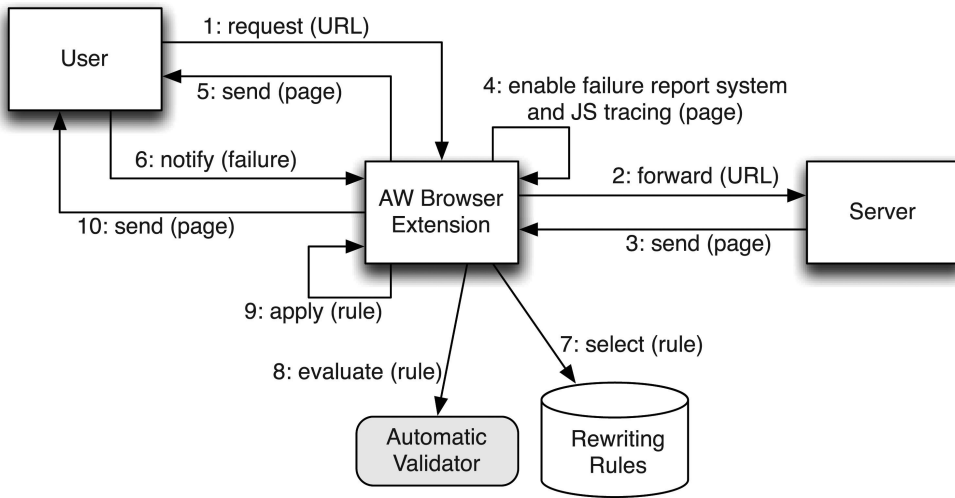 1: request (URL)
User
5: send (page)
4: enable failure report system
and JS tracing (page)
6: notify (failure)
2: forward (URL)
AW Browser
Extension
Server
10: send (page)
3: send (page)
9: apply (rule)
7: select (rule)
8: evaluate (rule)
Automatic
Validator
Rewriting
Rules